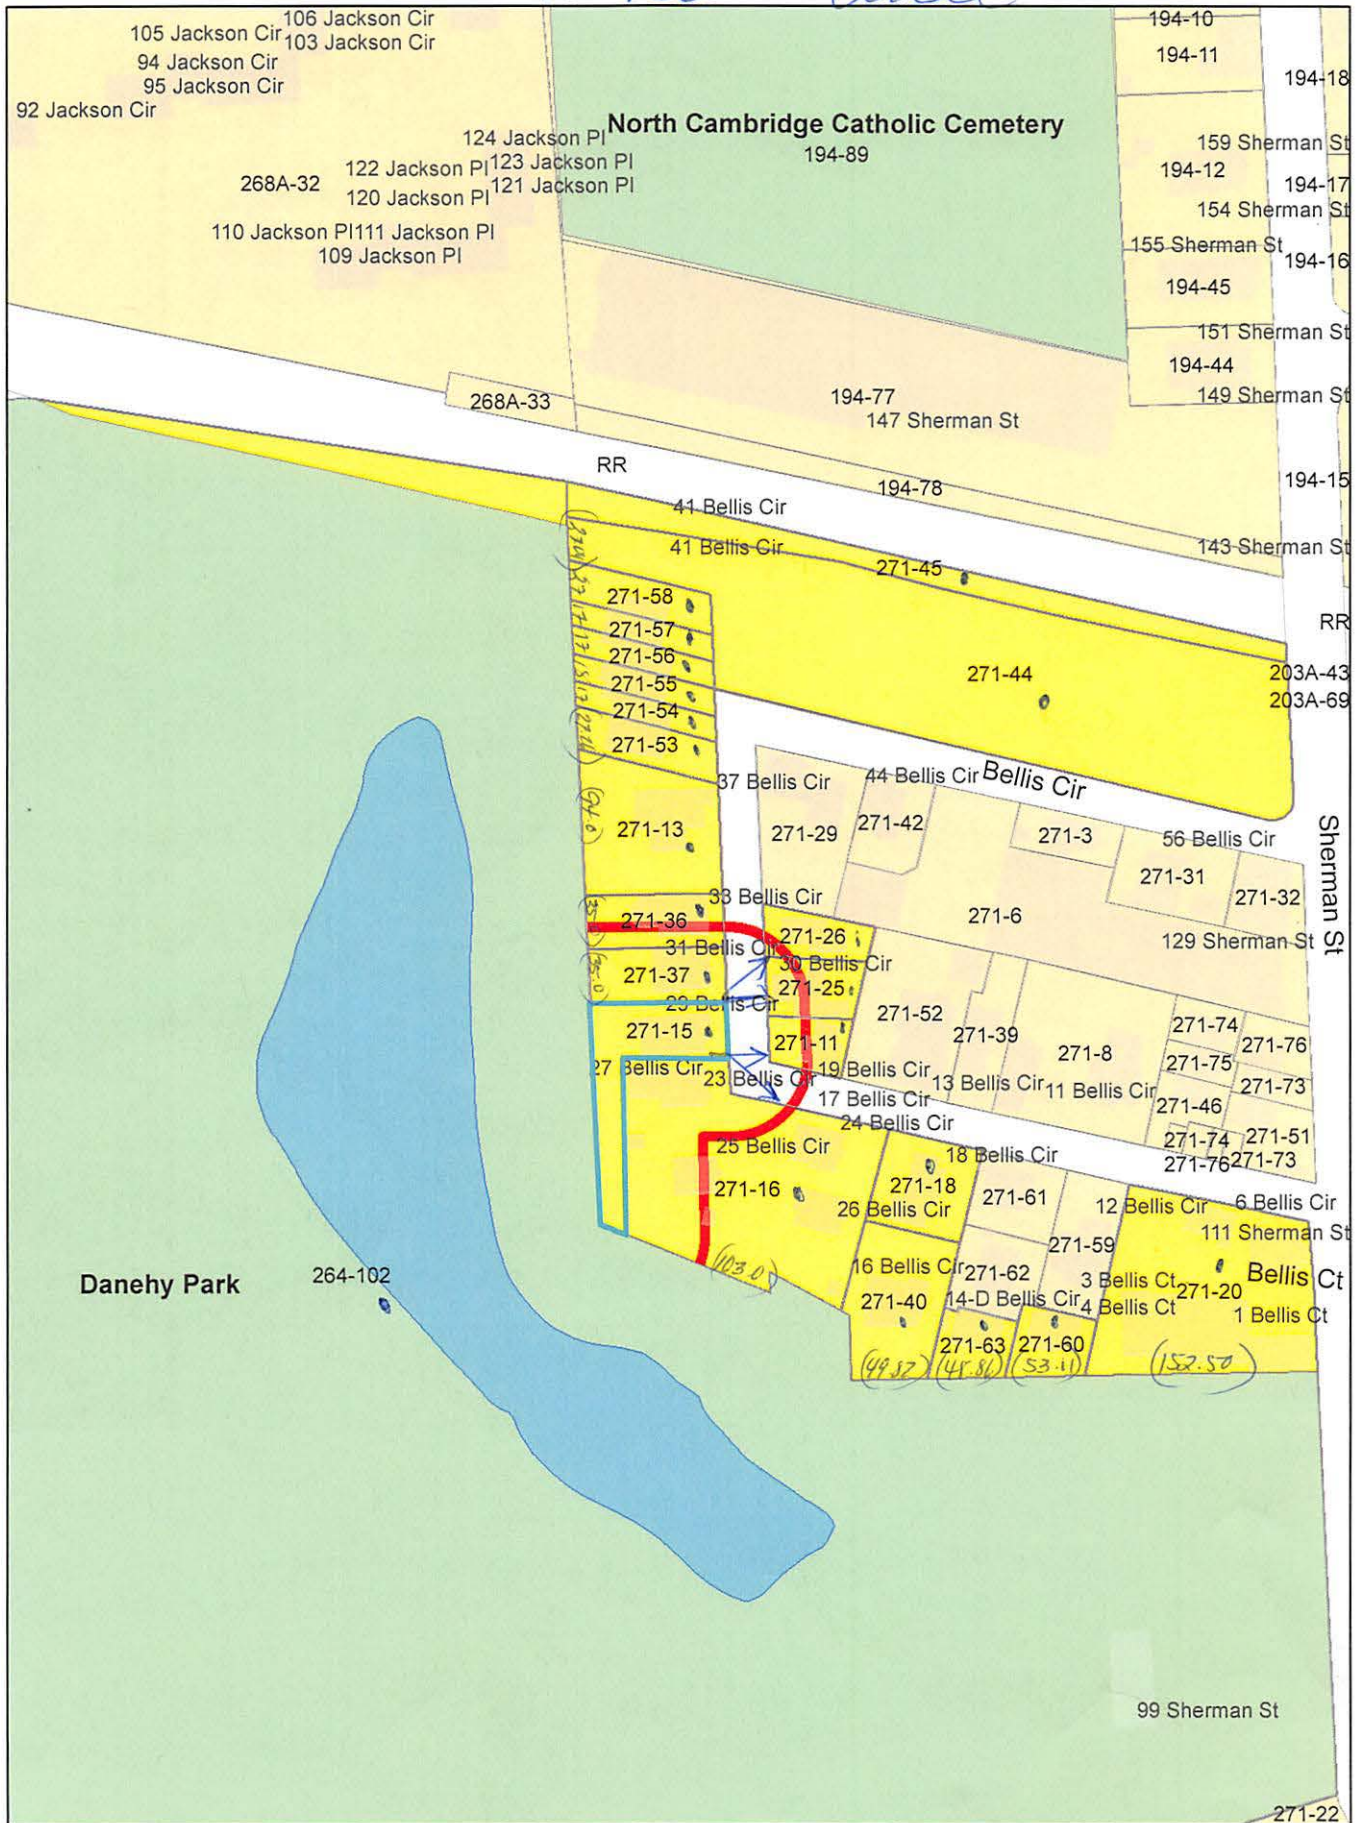 106 Jackson Cir
105 Jackson Cir
103 Jackson Cir
94 Jackson Cir
95 Jackson Cir
92 Jackson Cir
194-10
194-11
194-18
North Cambridge Catholic Cemetery
194-89
124 Jackson Pl
122 Jackson Pl
123 Jackson Pl
268A-32
121 Jackson Pl
120 Jackson Pl
110 Jackson Pl
111 Jackson Pl
109 Jackson Pl
159 Sherman St
194-12
194-17
154 Sherman St
155 Sherman St
194-16
194-45
151 Sherman St
194-44
149 Sherman St
268A-33
194-77
147 Sherman St
RR
194-78
194-15
41 Bellis Cir
41 Bellis Cir
143 Sherman St
271-45
271-58
271-57
271-56
271-55
271-54
271-53
RR
271-44
203A-43
203A-69
27
17
17
17
(94.0)
(35.0)
(35.0)
37 Bellis Cir
44 Bellis Cir
Bellis Cir
271-13
271-29
271-42
271-3
56 Bellis Cir
271-31
271-32
Sherman St
33 Bellis Cir
271-36
271-6
271-26
129 Sherman St
31 Bellis Cir
30 Bellis Cir
271-37
271-25
23 Bellis Cir
271-52
271-15
271-11
271-39
271-8
271-74
271-76
271-75
27 Bellis Cir
23 Bellis Cir
19 Bellis Cir
13 Bellis Cir
11 Bellis Cir
271-73
17 Bellis Cir
271-46
24 Bellis Cir
271-74
271-51
25 Bellis Cir
18 Bellis Cir
271-76
271-73
271-16
271-18
271-61
26 Bellis Cir
12 Bellis Cir
6 Bellis Cir
271-59
111 Sherman St
(103.0)
16 Bellis Cir
271-62
3 Bellis Ct
271-20
Bellis Ct
Danehy Park
264-102
271-40
14-D Bellis Cir
4 Bellis Ct
1 Bellis Ct
271-63
271-60
(49.82)
(48.86)
(53.11)
(152.50)
99 Sherman St
271-22